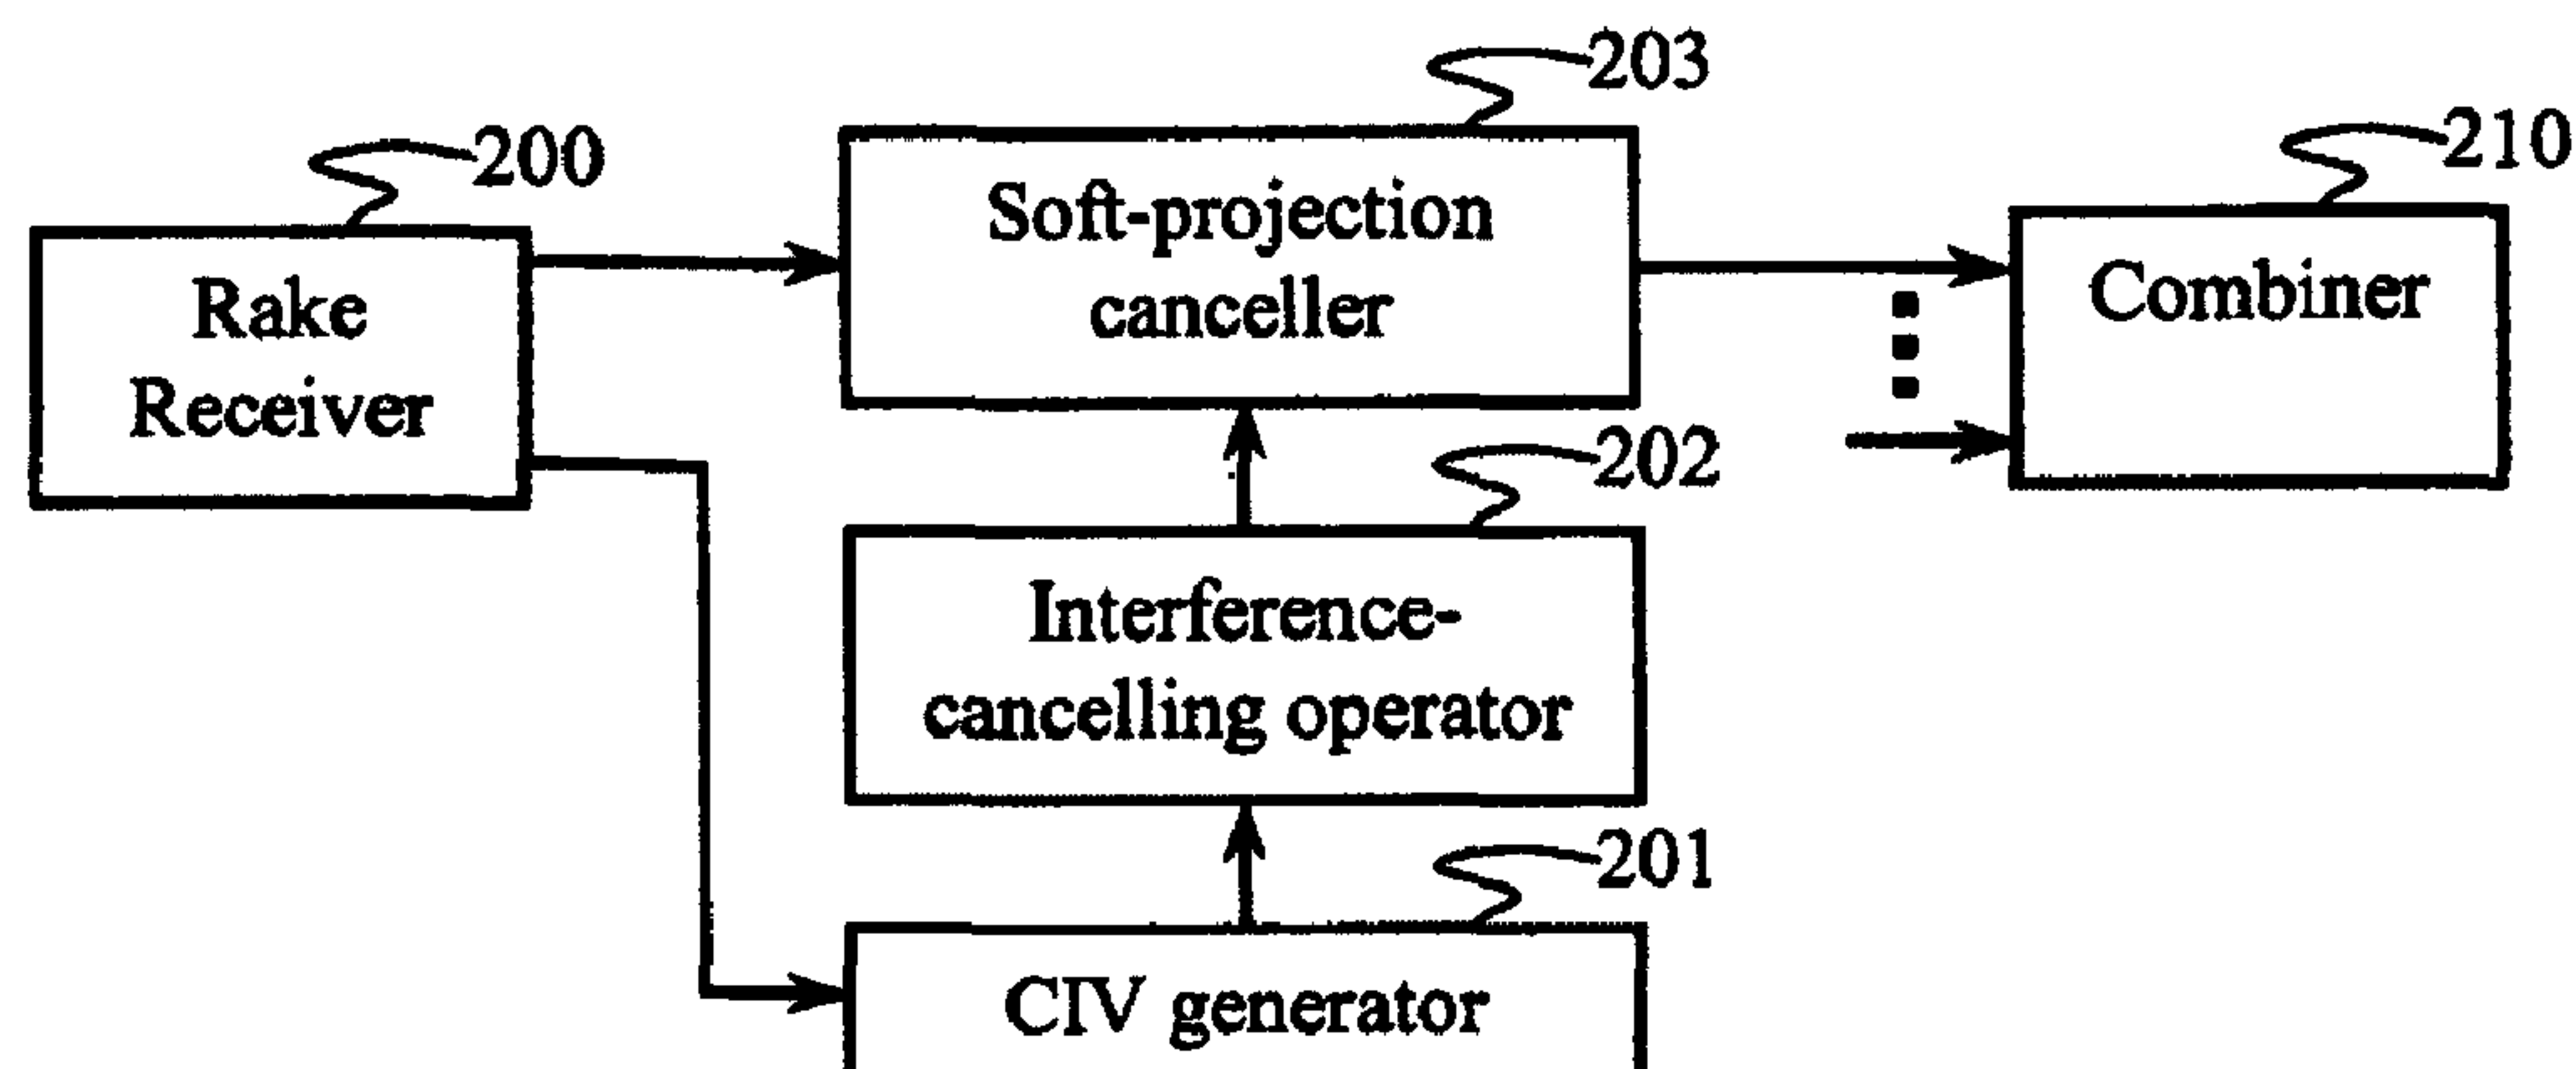 203
200
210
Soft-projection
canceller
Rake
Receiver
Combiner
202
Interference-
cancelling operator
201
CIV generator